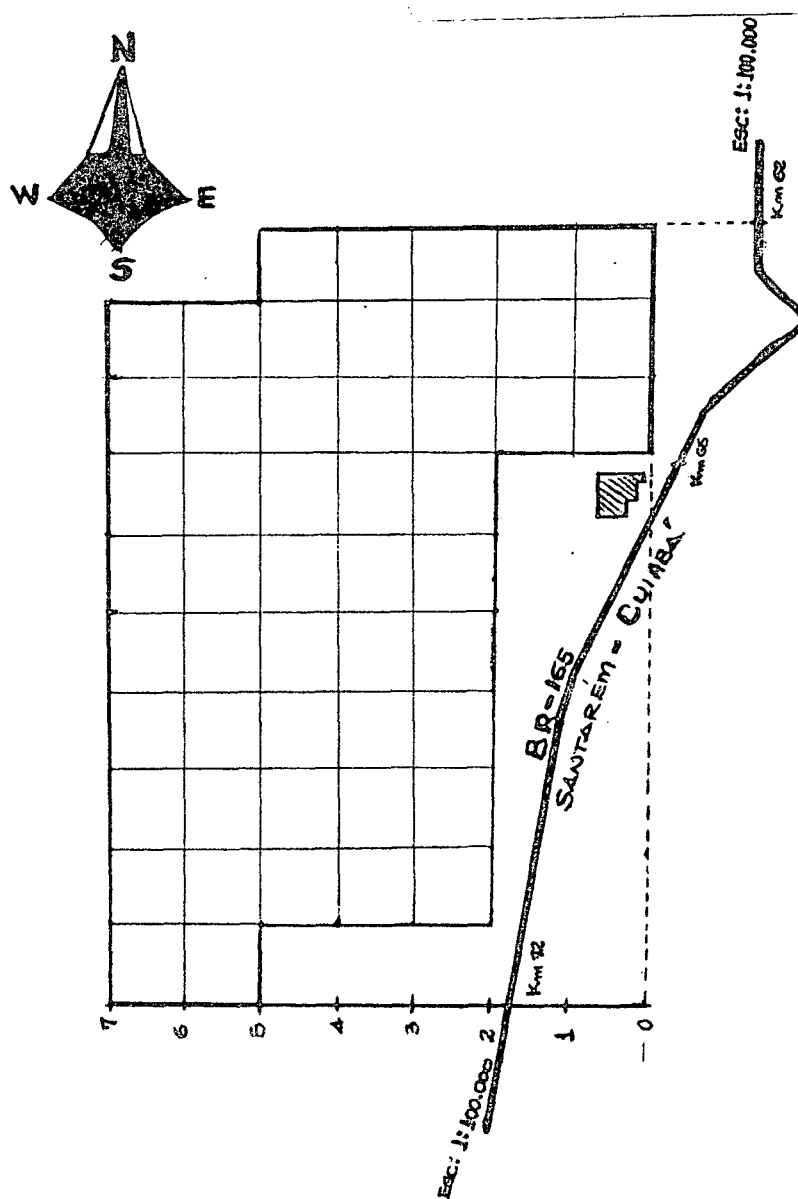 N
W E
S
ESC: 1:100.000
Km 62
Km 65
BR-165
SANTARÉM - CUIABÁ
Km 72
7 6 5 4 3 2 1 0
ESC: 1:100.000